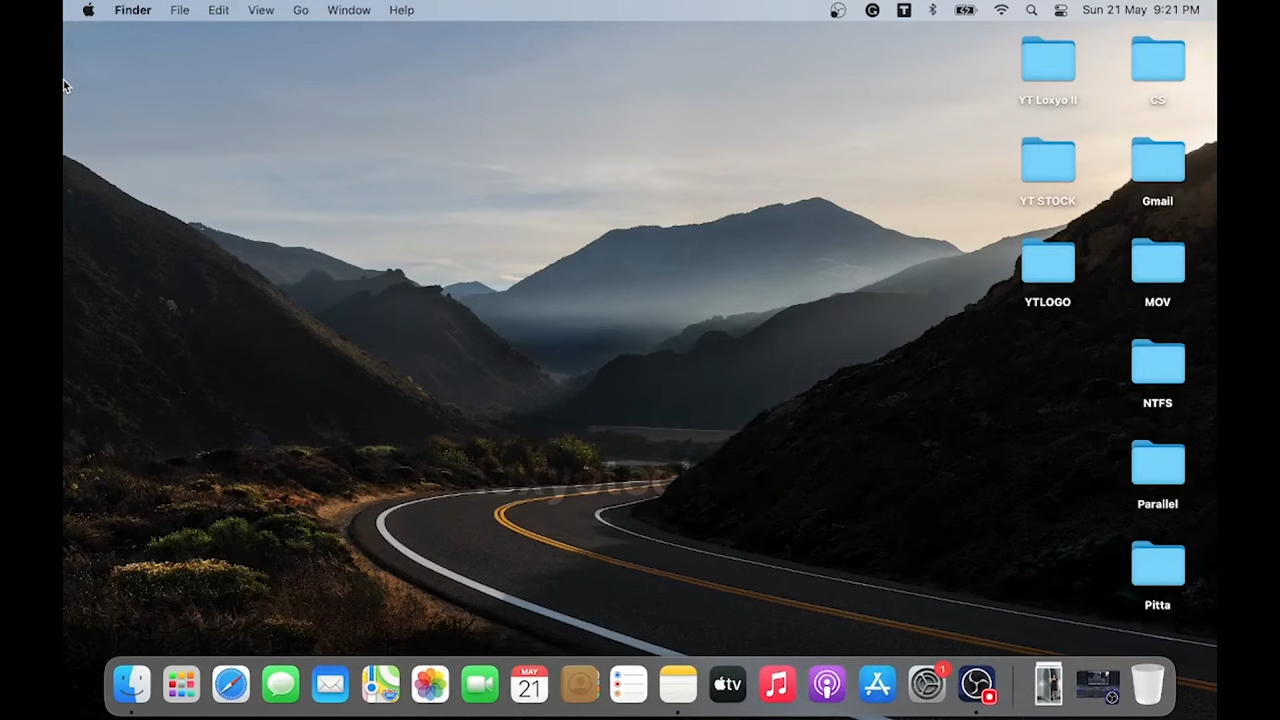 Finder File Edit View Go Window Help
Sun 21 May 9:21 PM
YT Loxyo II
CS
YT STOCK
Gmail
YTLOGO
MOV
NTFS
Parallel
Pitta
MAY
21
tv
1